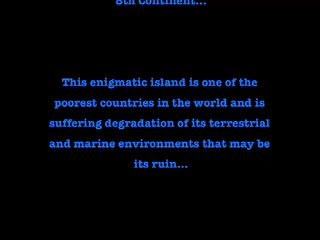 8th Continent...
This enigmatic island is one of the
poorest countries in the world and is
suffering degradation of its terrestrial
and marine environments that may be
its ruin...